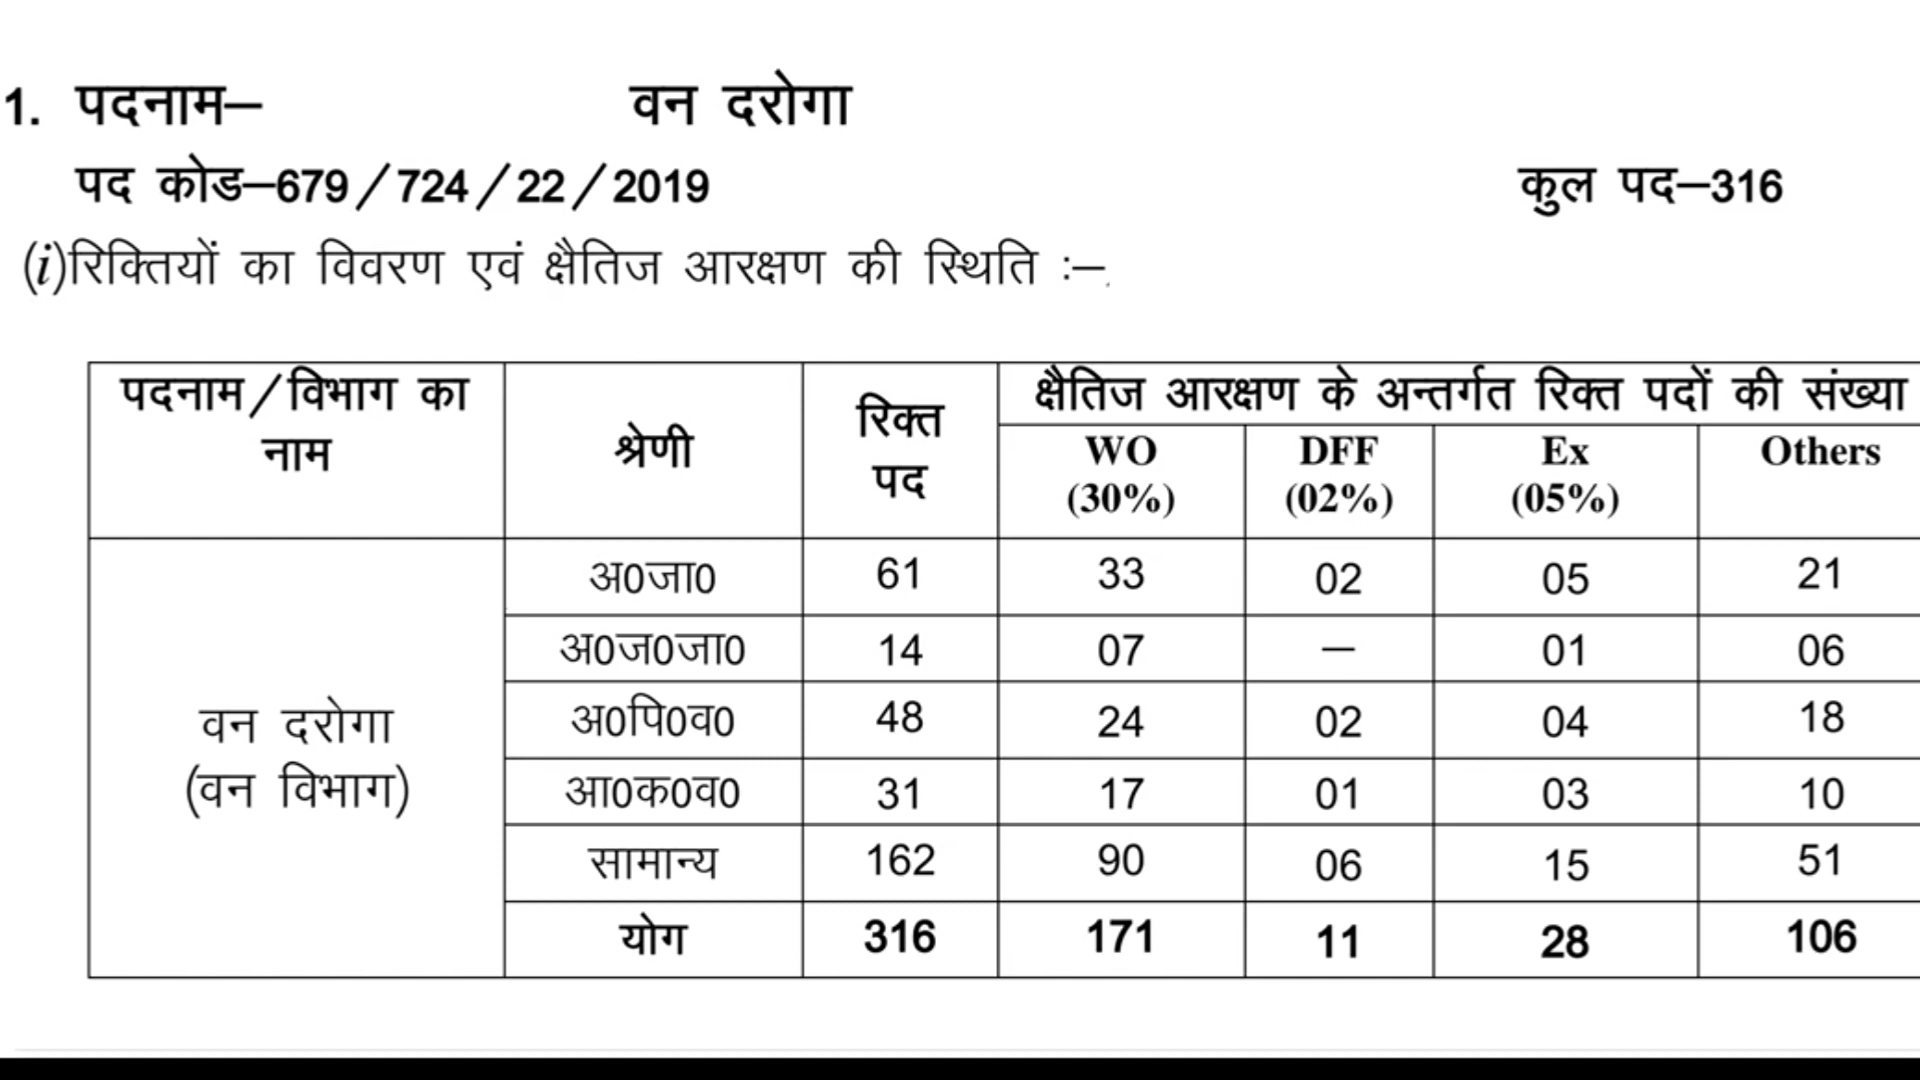 1. पदनाम– वन दरोगा
पद कोड–679/724/22/2019 कुल पद–316
(i)रिक्तियों का विवरण एवं क्षैतिज आरक्षण की स्थिति :–
पदनाम/विभाग का नाम श्रेणी रिक्त पद क्षैतिज आरक्षण के अन्तर्गत रिक्त पदों की संख्या
WO (30%) DFF (02%) Ex (05%) Others
वन दरोगा (वन विभाग)
अ0जा0 61 33 02 05 21
अ0ज0जा0 14 07 – 01 06
अ0पि0व0 48 24 02 04 18
आ0क0व0 31 17 01 03 10
सामान्य 162 90 06 15 51
योग 316 171 11 28 106